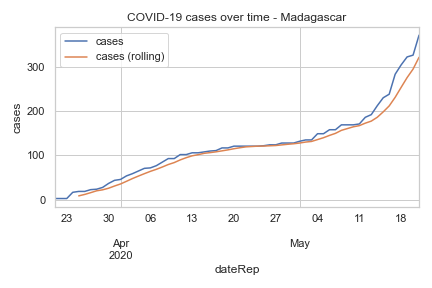 COVID-19 cases over time - Madagascar
cases
cases (rolling)
cases
300
200
100
0
23 30 06 13 20 27 04 11 18
Apr May
2020
dateRep